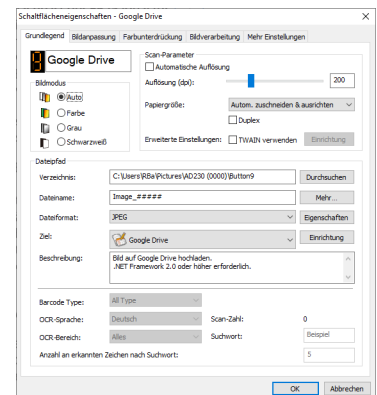 Schaltflächeneigenschaften - Google Drive
Grundlegend Bildanpassung Farbunterdrückung Bildverarbeitung Mehr Einstellungen
9 Google Drive
Scan-Parameter
Automatische Auflösung
Auflösung (dpi): 200
Bildmodus
Auto
Farbe
Grau
Schwarzweiß
Papiergröße: Autom. zuschneiden & ausrichten
Duplex
Erweiterte Einstellungen: TWAIN verwenden Einrichtung
Dateipfad
Verzeichnis: C:\Users\RBa\Pictures\AD230 (0000)\Button9 Durchsuchen
Dateiname: Image_##### Mehr...
Dateiformat: JPEG Eigenschaften
Ziel: Google Drive Einrichtung
Beschreibung: Bild auf Google Drive hochladen.
.NET Framework 2.0 oder höher erforderlich.
Barcode Type: All Type
OCR-Sprache: Deutsch Scan-Zahl: 0
OCR-Bereich: Alles Suchwort: Beispiel
Anzahl an erkannten Zeichen nach Suchwort: 5
OK Abbrechen